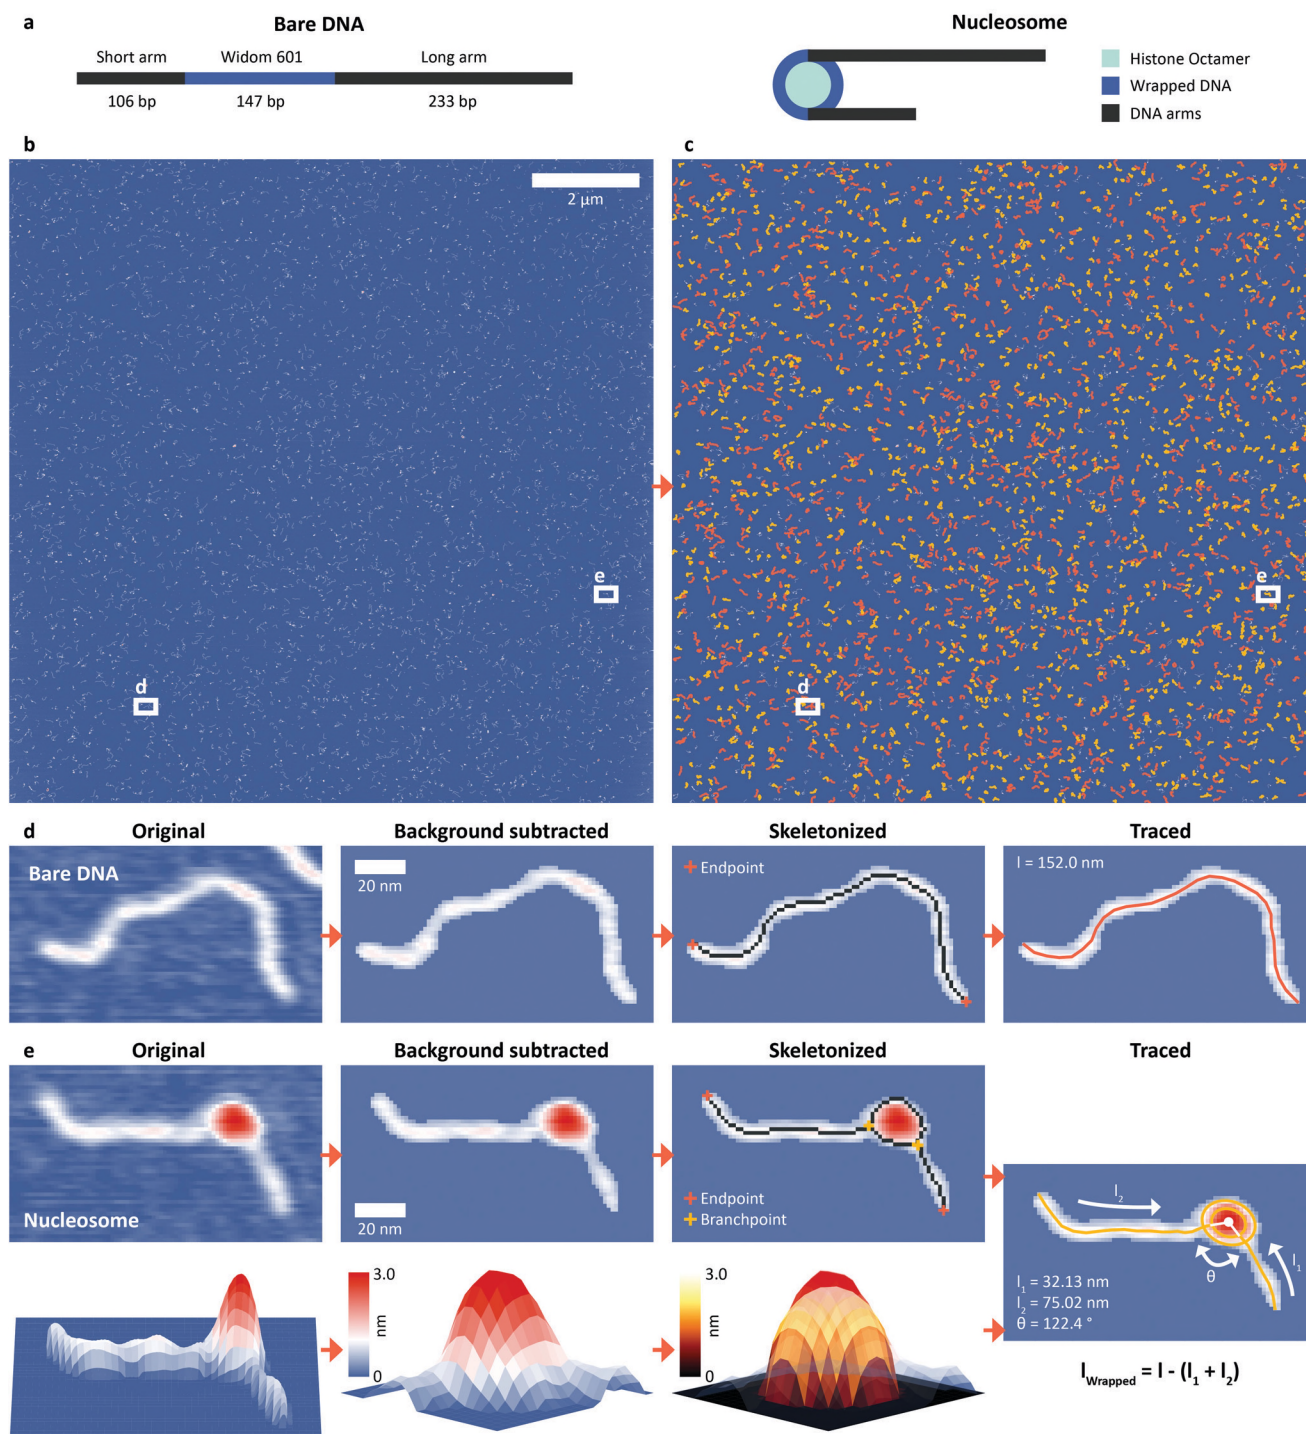 a
Bare DNA
Short arm Widom 601 Long arm
106 bp 147 bp 233 bp
Nucleosome
Histone Octamer
Wrapped DNA
DNA arms
b
2 μm
e
d
c
e
d
d
Original Background subtracted Skeletonized Traced
Bare DNA
20 nm
Endpoint
l = 152.0 nm
e
Original Background subtracted Skeletonized Traced
Nucleosome
20 nm
Endpoint
Branchpoint
l₂
l₁
θ
l₁ = 32.13 nm
l₂ = 75.02 nm
θ = 122.4 °
3.0
nm
0
3.0
nm
0
lWrapped = l - (l₁ + l₂)